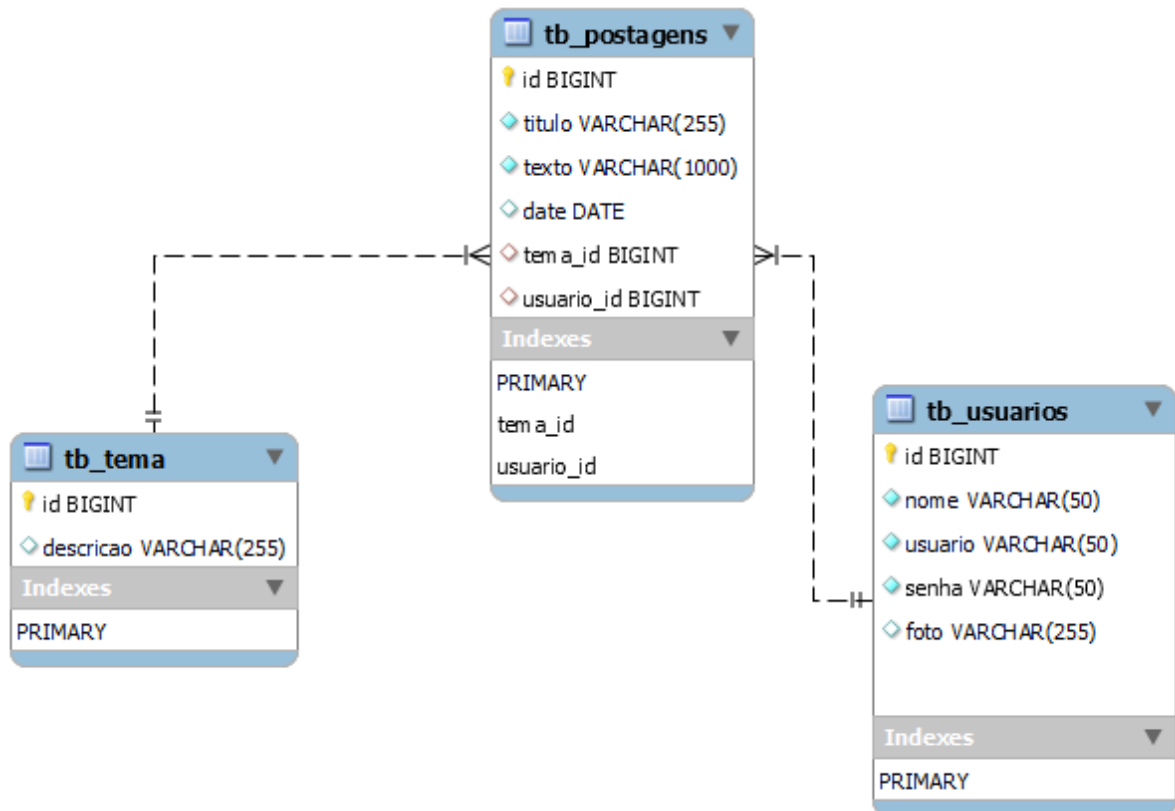 tb_postagens
id BIGINT
titulo VARCHAR(255)
texto VARCHAR(1000)
date DATE
tema_id BIGINT
usuario_id BIGINT
Indexes
PRIMARY
tema_id
usuario_id
tb_tema
id BIGINT
descricao VARCHAR(255)
Indexes
PRIMARY
tb_usuarios
id BIGINT
nome VARCHAR(50)
usuario VARCHAR(50)
senha VARCHAR(50)
foto VARCHAR(255)
Indexes
PRIMARY